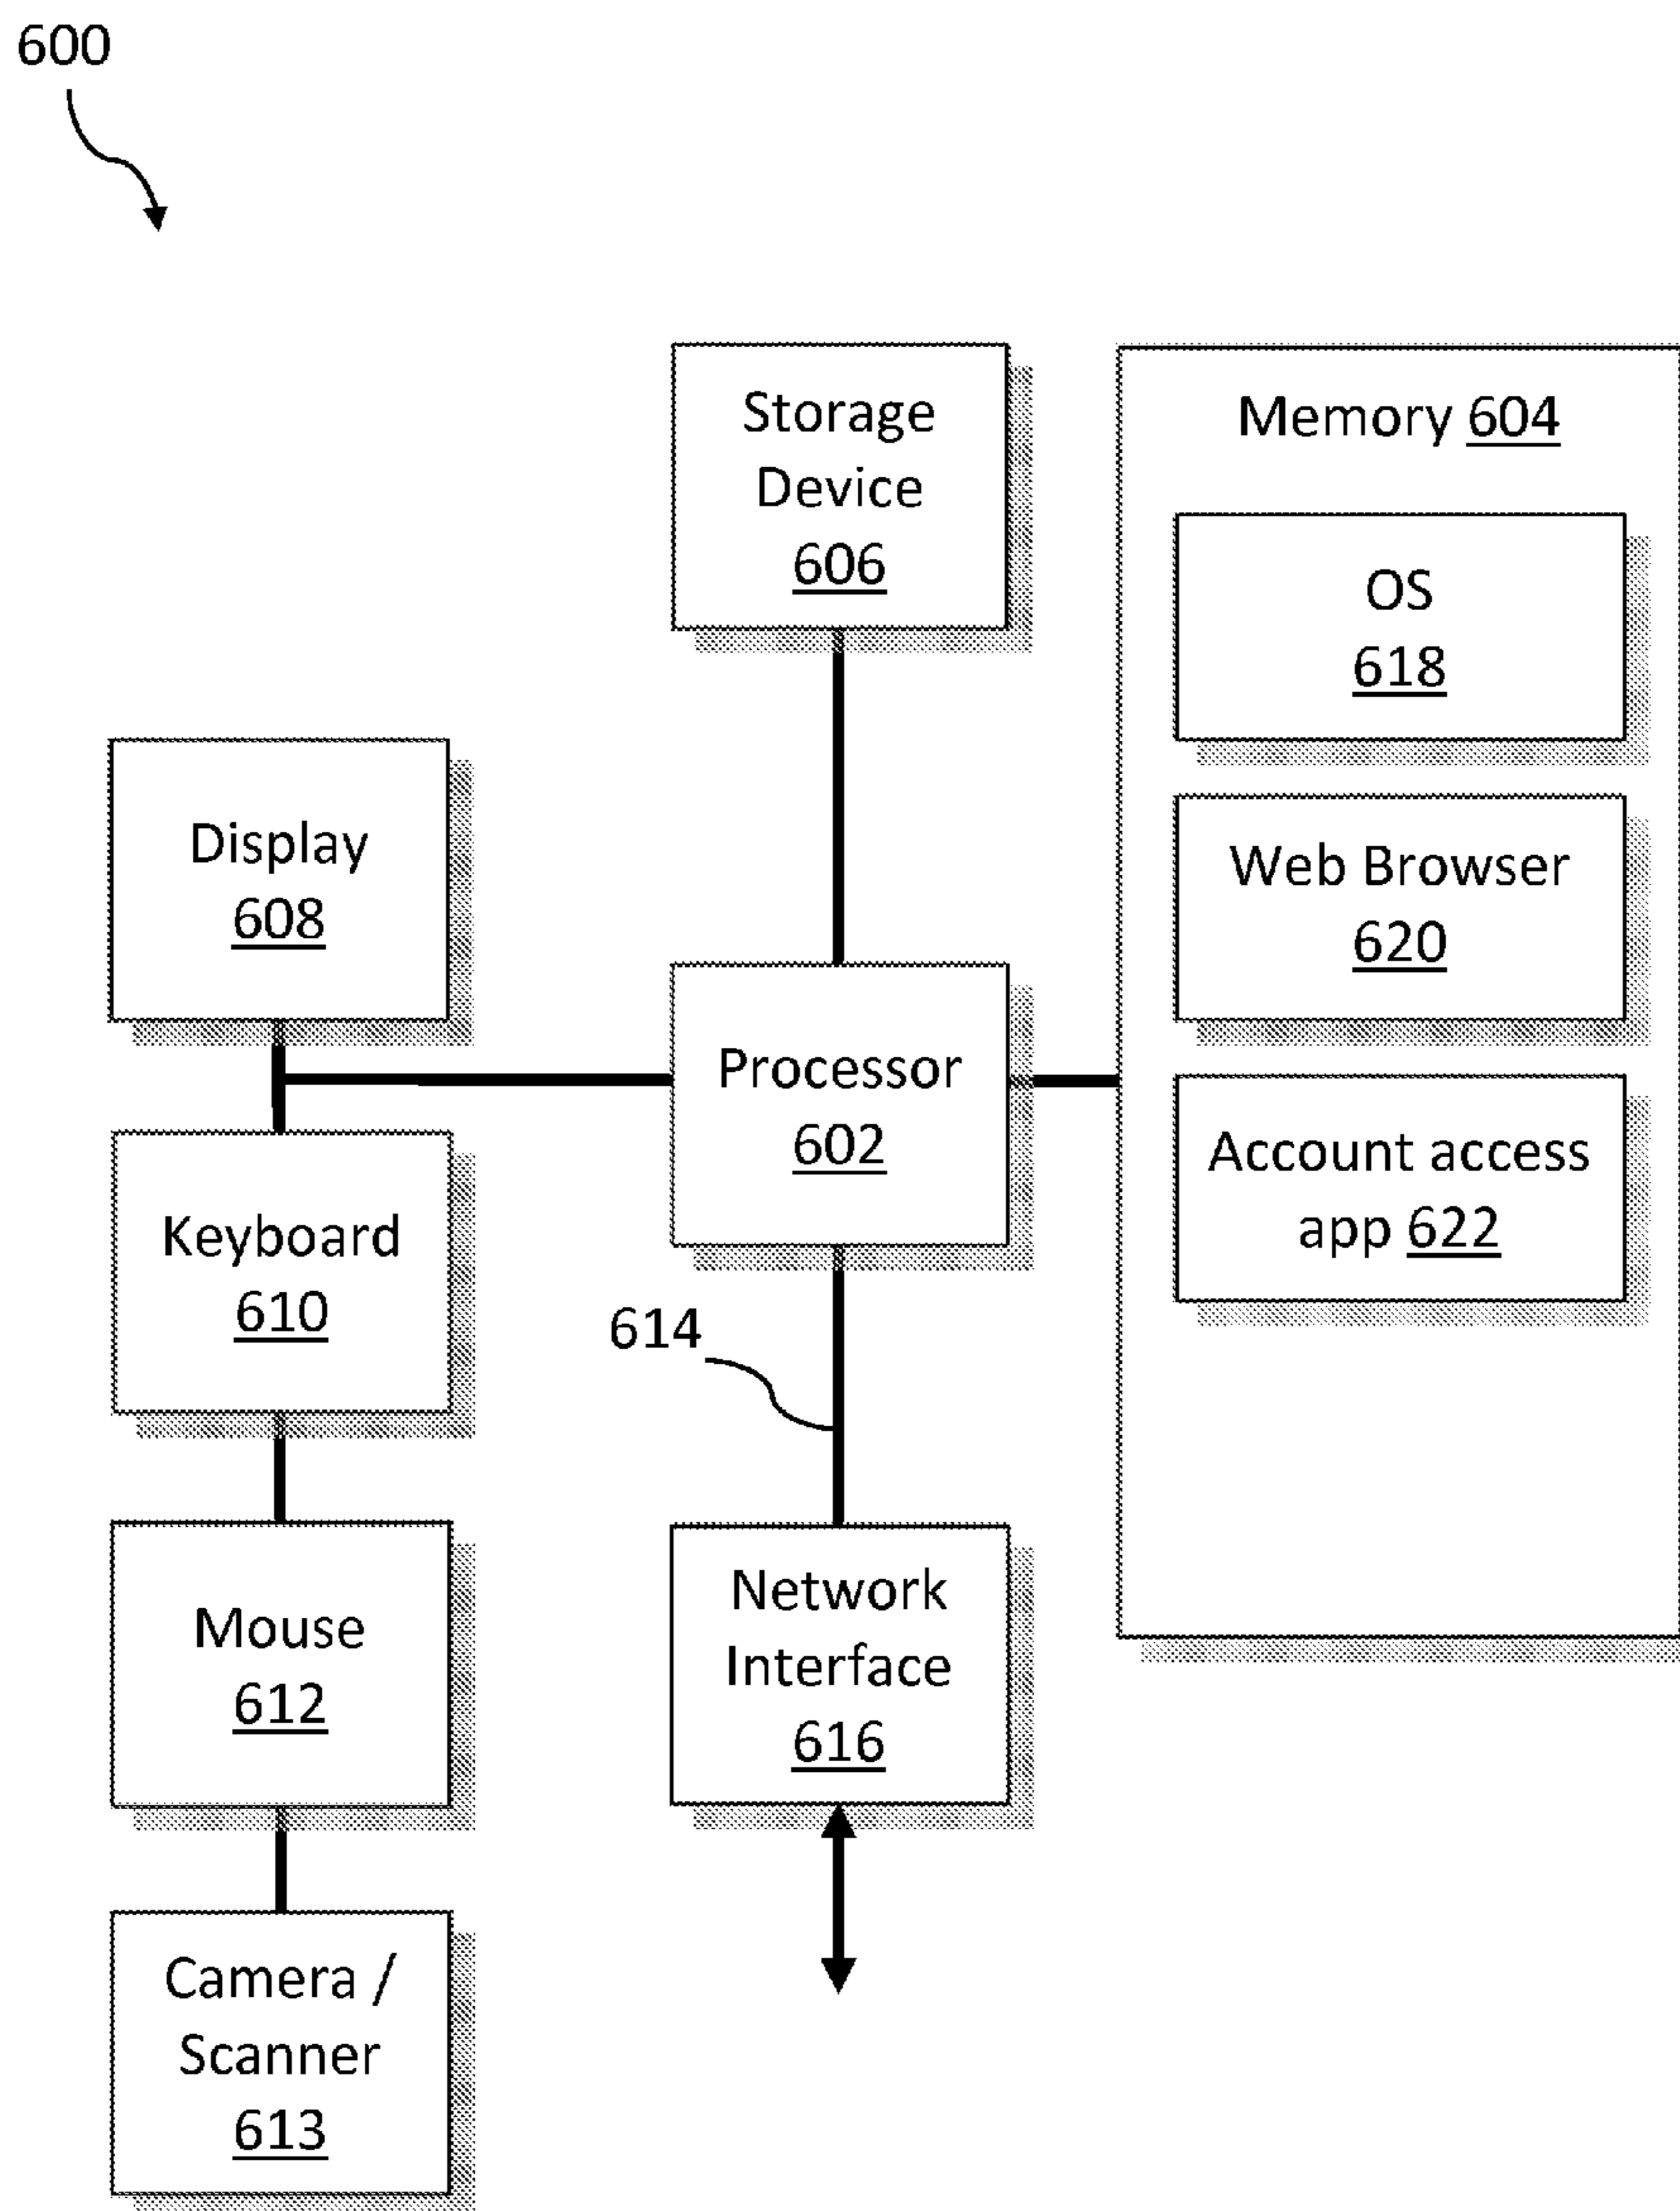 600
Storage
Device
606
Memory 604
OS
618
Web Browser
620
Account access
app 622
Display
608
Processor
602
Keyboard
610
614
Mouse
612
Network
Interface
616
Camera /
Scanner
613